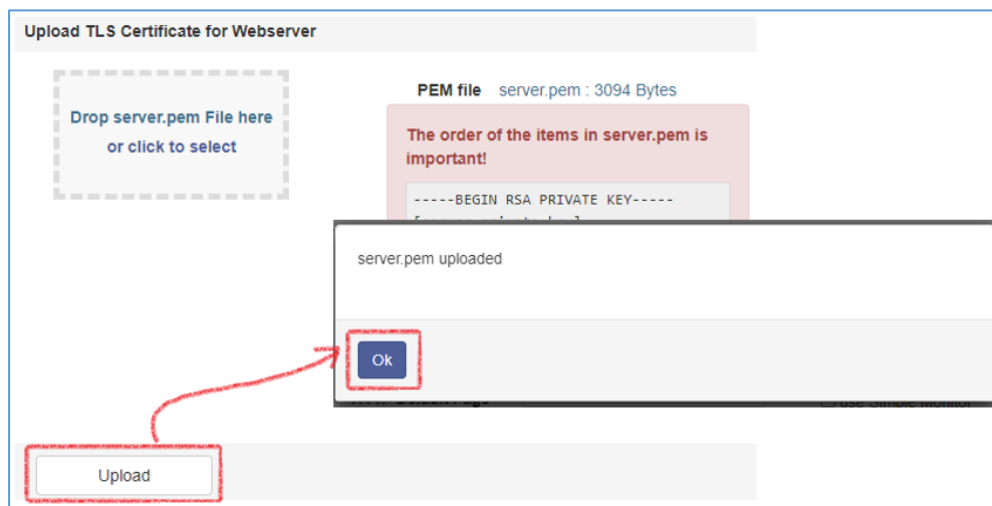 Upload TLS Certificate for Webserver
Drop server.pem File here
or click to select
PEM file server.pem : 3094 Bytes
The order of the items in server.pem is
important!
-----BEGIN RSA PRIVATE KEY-----
server.pem uploaded
Ok
Upload